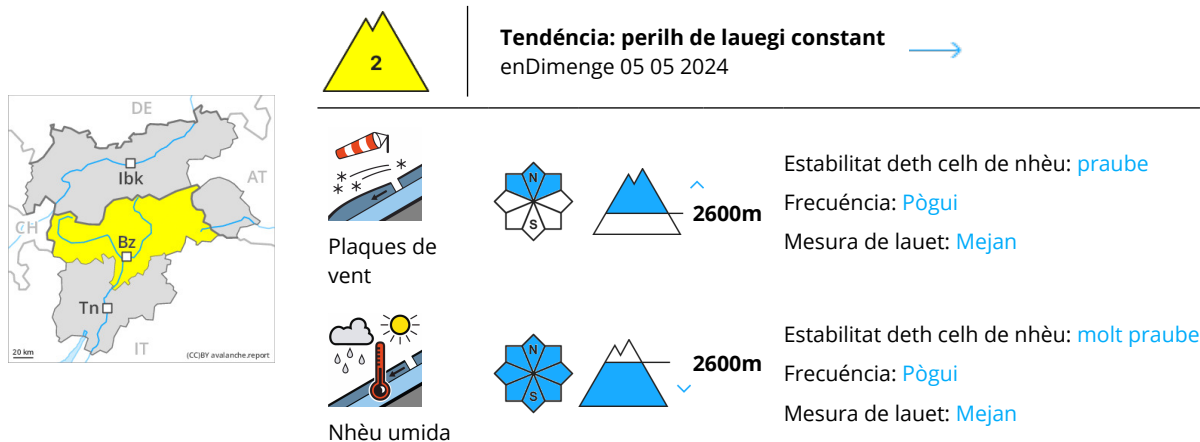 2
Tendéncia: perilh de lauegi constant
enDimenge 05 05 2024
DE
Ibk
AT
CH
Bz
Tn
IT
20 km
(CC)BY avalanche.report
Plaques de
vent
N
S
2600m
Estabilitat deth celh de nhèu: praube
Frecuéncia: Pògui
Mesura de lauet: Mejan
Nhèu umida
N
S
2600m
Estabilitat deth celh de nhèu: molt praube
Frecuéncia: Pògui
Mesura de lauet: Mejan